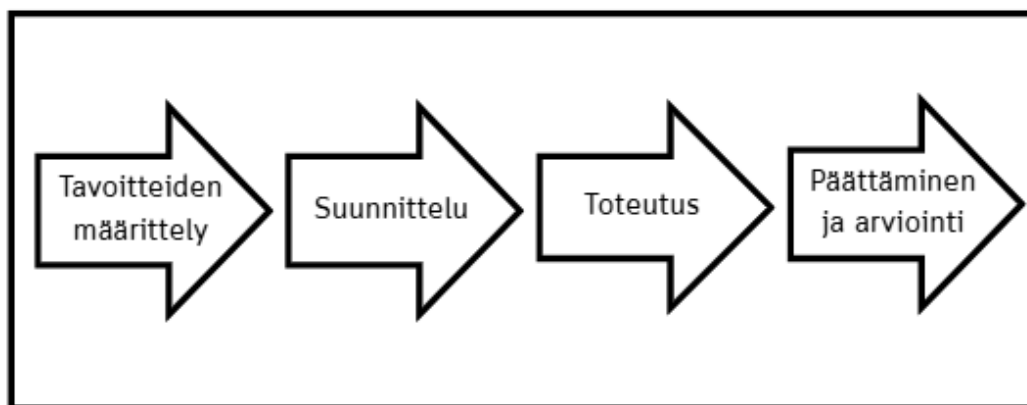 Tavoitteiden
määrittely
Suunnittelu
Toteutus
Päättäminen
ja arviointi